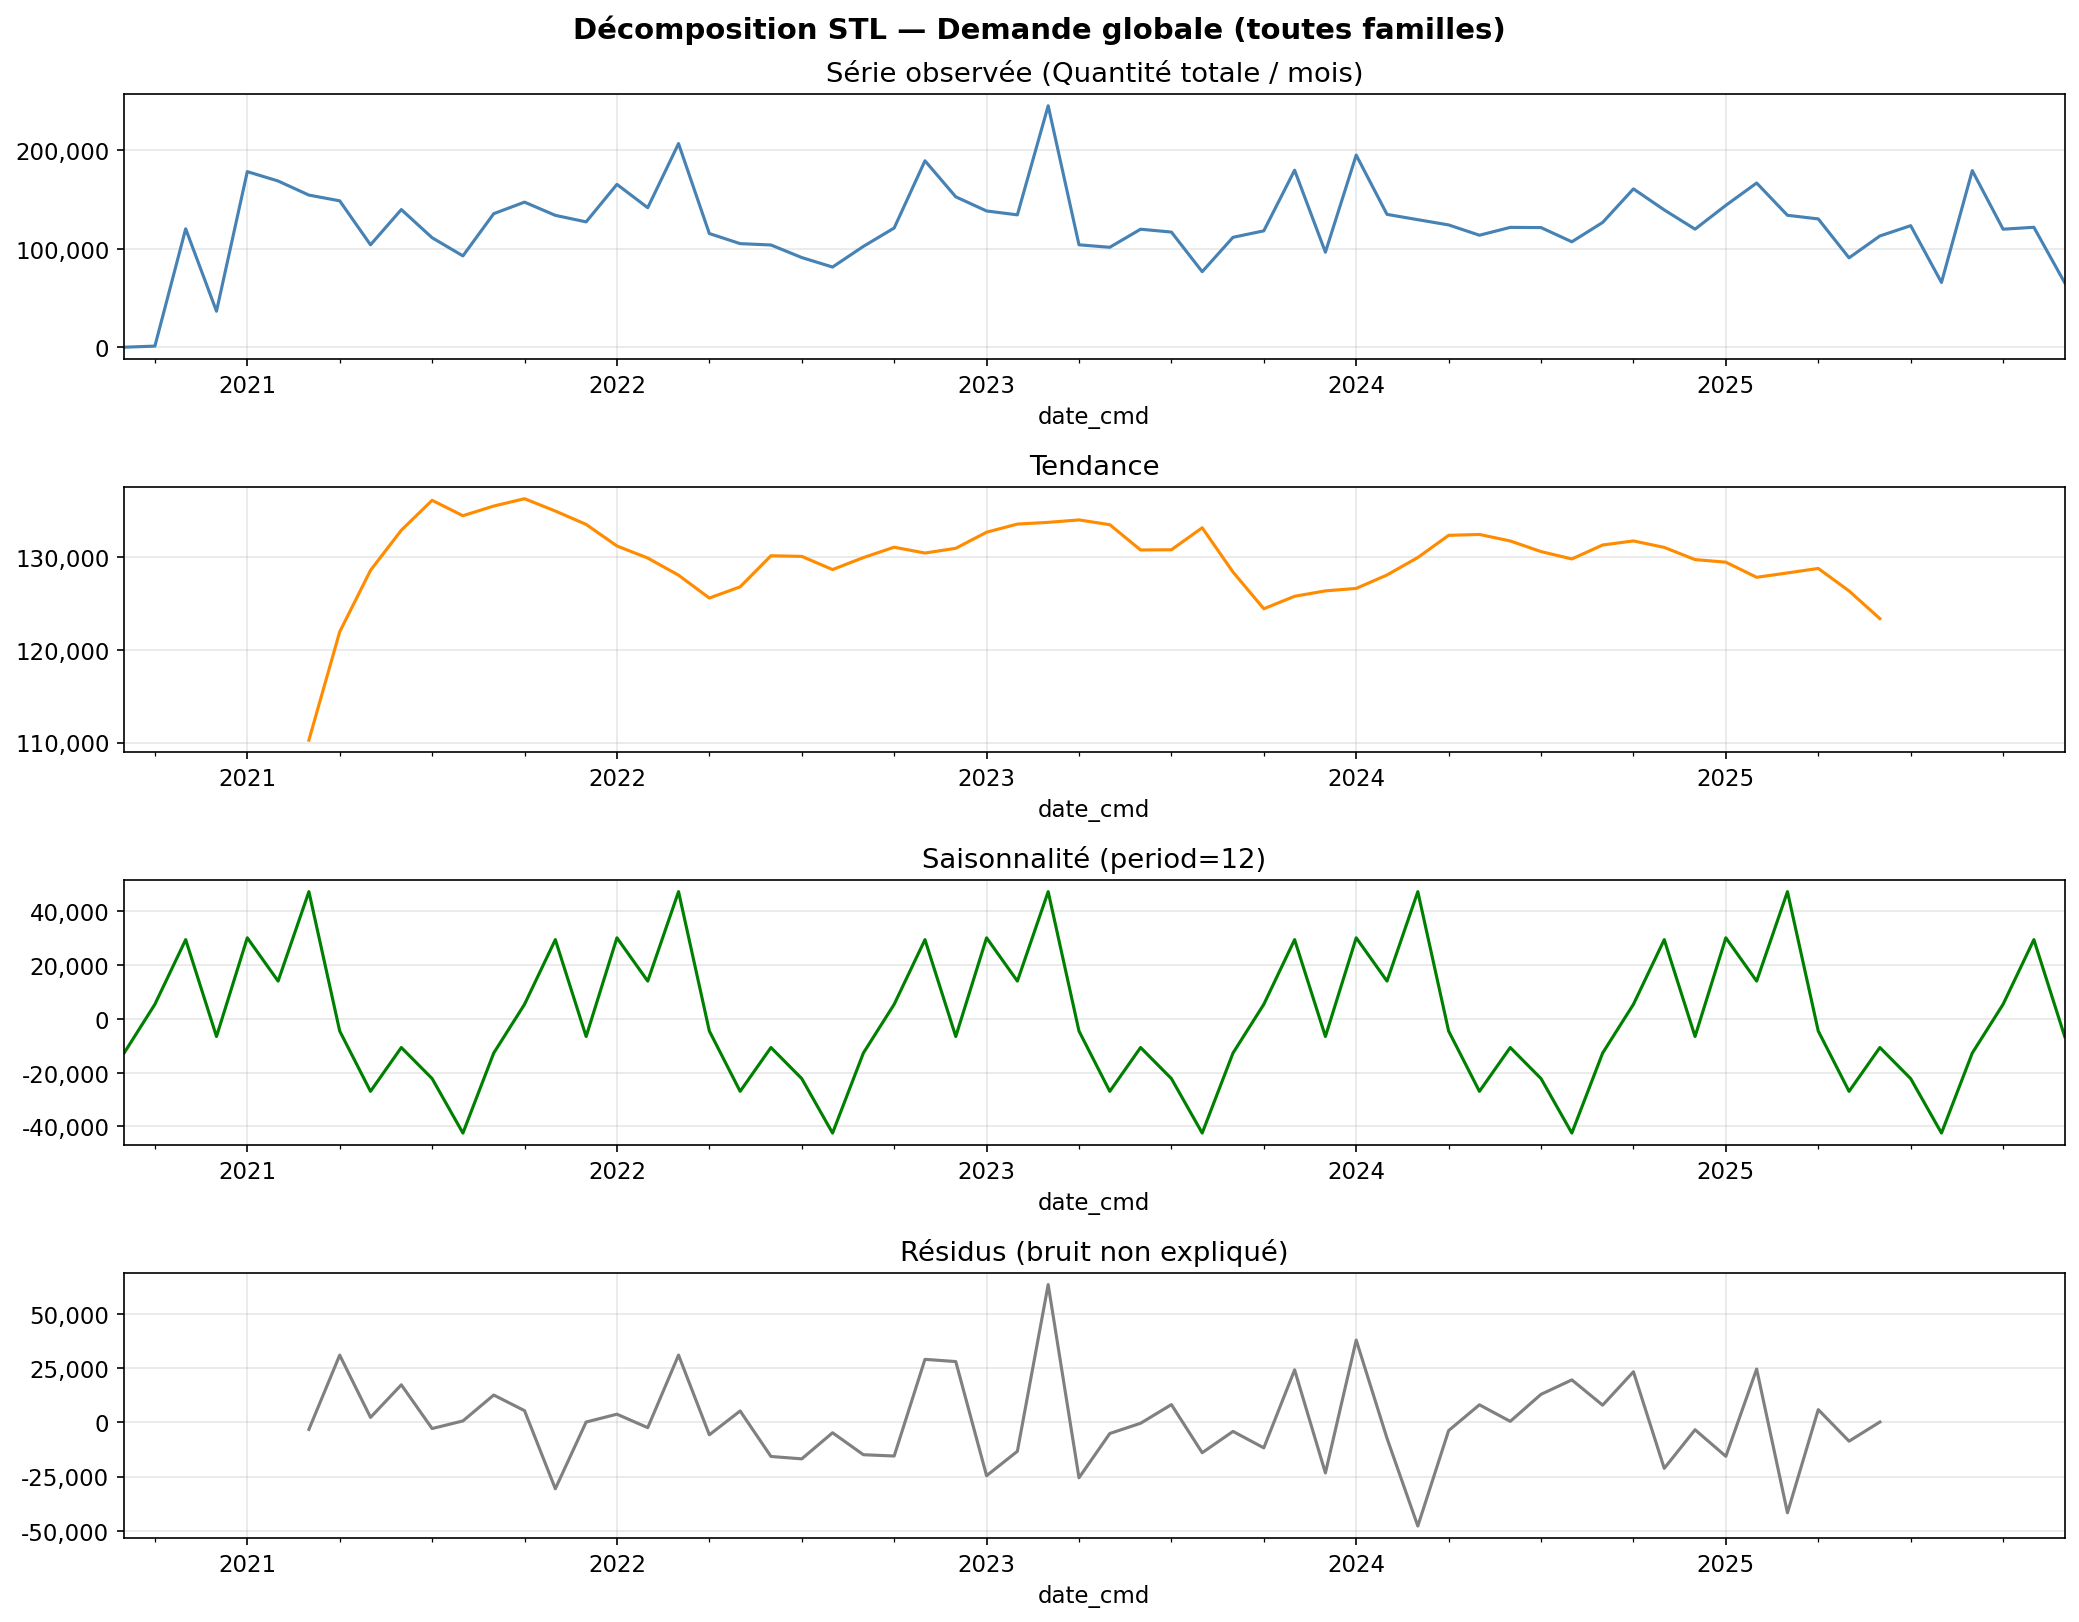 Décomposition STL — Demande globale (toutes familles)
Série observée (Quantité totale / mois)
200,000
100,000
0
2021 2022 2023 2024 2025
date_cmd
Tendance
130,000
120,000
110,000
2021 2022 2023 2024 2025
date_cmd
Saisonnalité (period=12)
40,000
20,000
0
-20,000
-40,000
2021 2022 2023 2024 2025
date_cmd
Résidus (bruit non expliqué)
50,000
25,000
0
-25,000
-50,000
2021 2022 2023 2024 2025
date_cmd